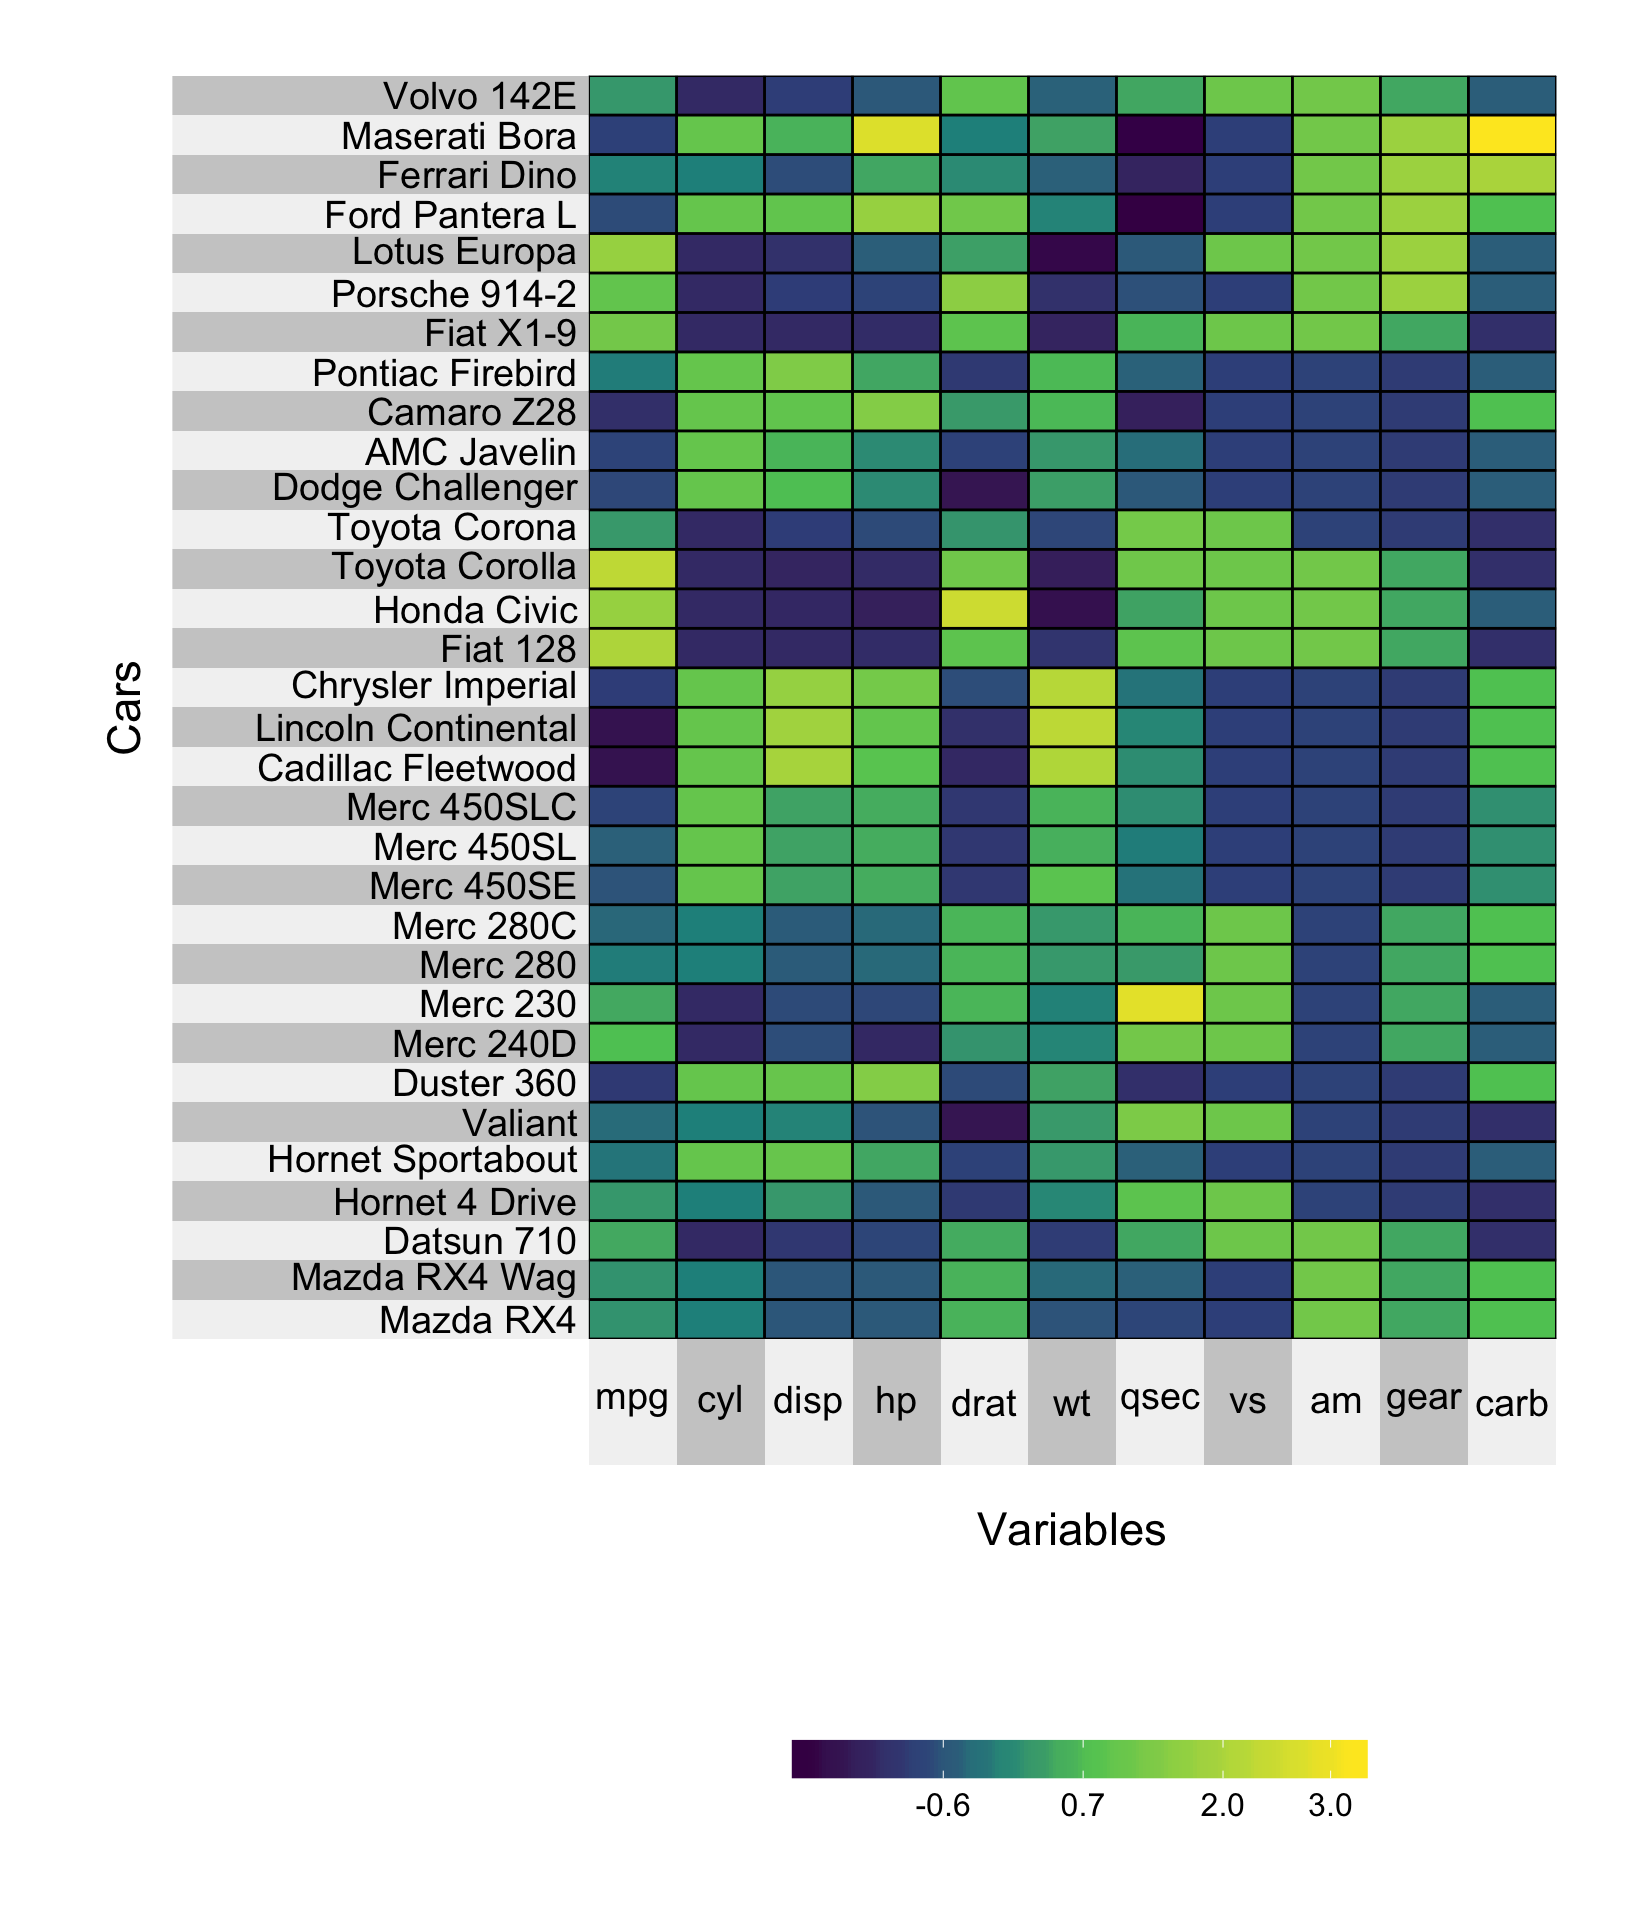 Volvo 142E
Maserati Bora
Ferrari Dino
Ford Pantera L
Lotus Europa
Porsche 914-2
Fiat X1-9
Pontiac Firebird
Camaro Z28
AMC Javelin
Dodge Challenger
Toyota Corona
Toyota Corolla
Honda Civic
Fiat 128
Chrysler Imperial
Lincoln Continental
Cadillac Fleetwood
Merc 450SLC
Merc 450SL
Merc 450SE
Merc 280C
Merc 280
Merc 230
Merc 240D
Duster 360
Valiant
Hornet Sportabout
Hornet 4 Drive
Datsun 710
Mazda RX4 Wag
Mazda RX4
Cars
mpg cyl disp hp drat wt qsec vs am gear carb
Variables
-0.6 0.7 2.0 3.0